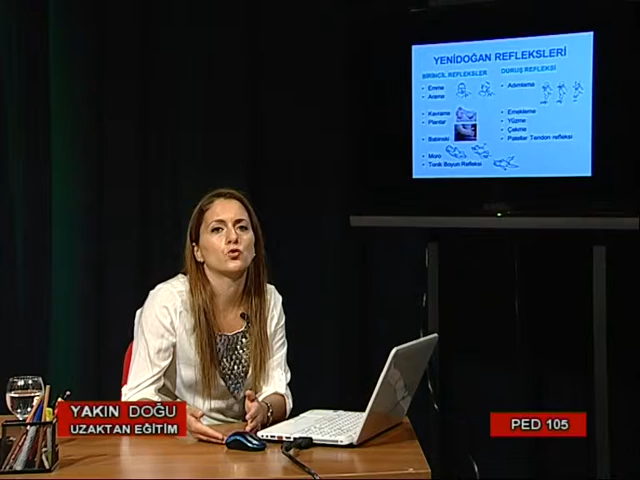 YENİDOĞAN REFLEKSLERİ
BİRİNCİL REFLEKSLER
DURUŞ REFLEKSİ
• Emme
• Arama
• Adımlama
• Kavrama
• Plantar
• Babinski
• Emekleme
• Yüzme
• Çekme
• Patellar Tendon refleksi
• Moro
• Tonik Boyun Refleksi
YAKIN DOĞU
UZAKTAN EĞİTİM
PED 105